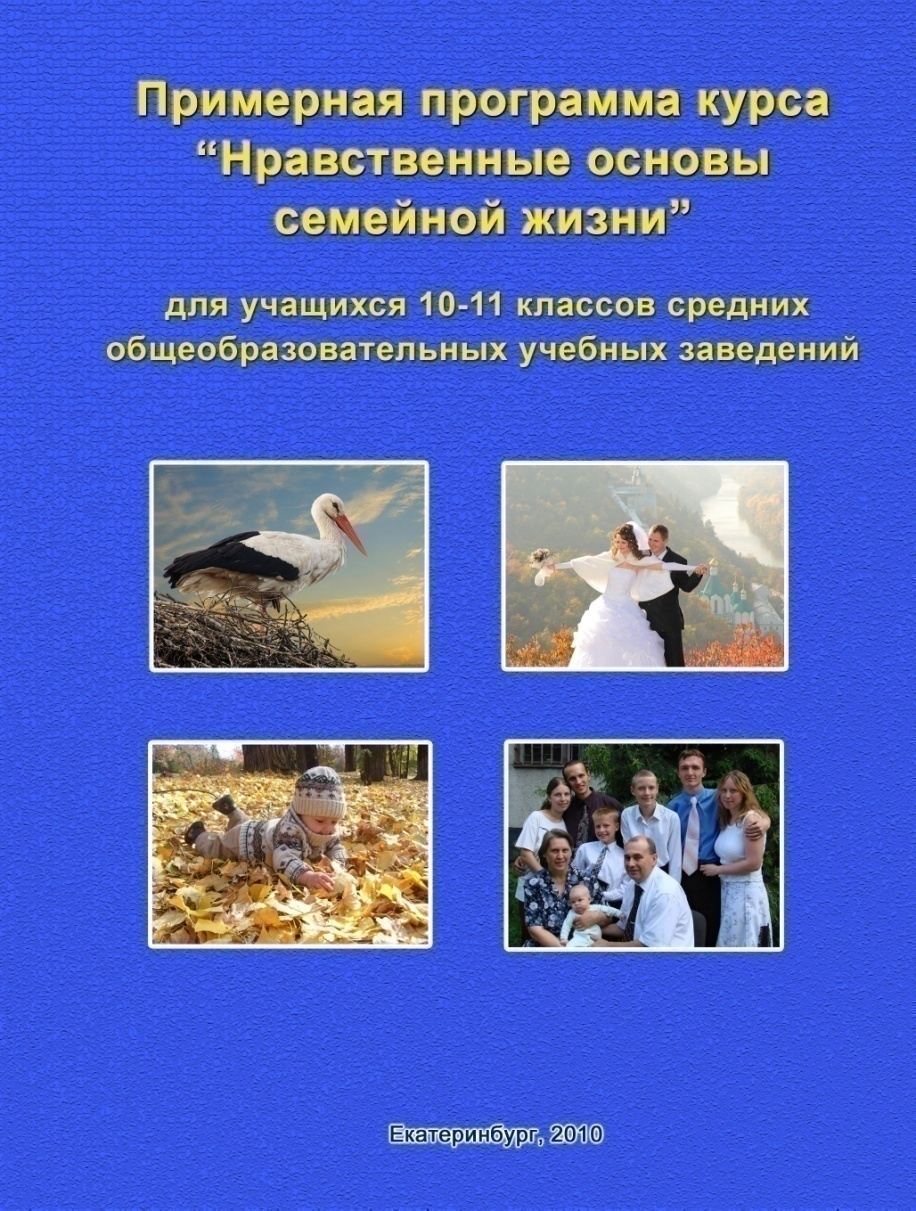 Примерная программа курса
“Нравственные основы
семейной жизни”
для учащихся 10-11 классов средних
общеобразовательных учебных заведений
Екатеринбург, 2010